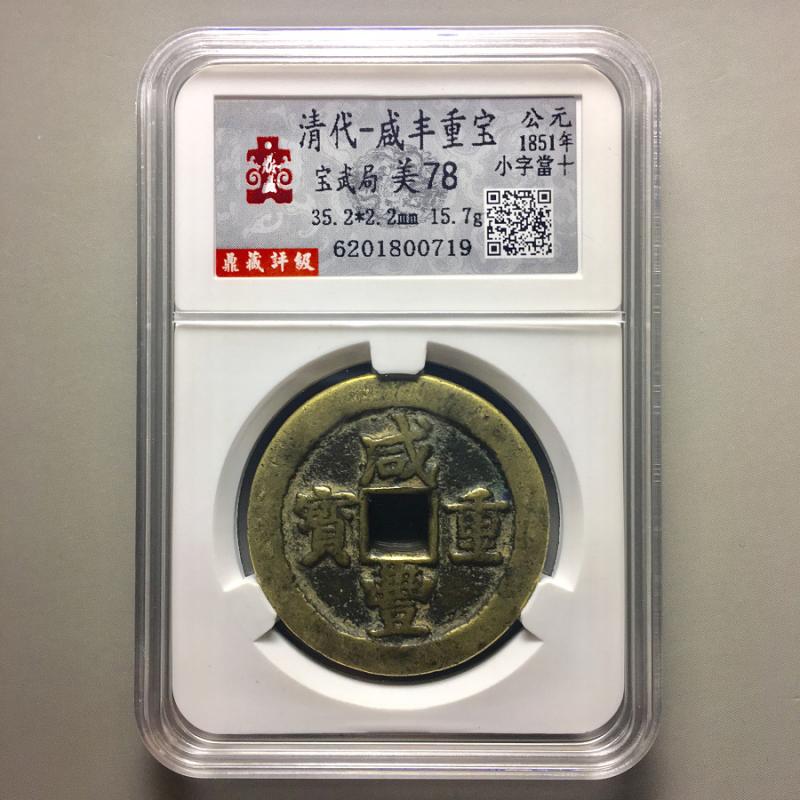 清代-咸丰重宝
公元
1851年
宝武局 美78
小字當十
35.2*2.2mm 15.7g
6201800719
鼎藏評級
咸
豐
重
寶